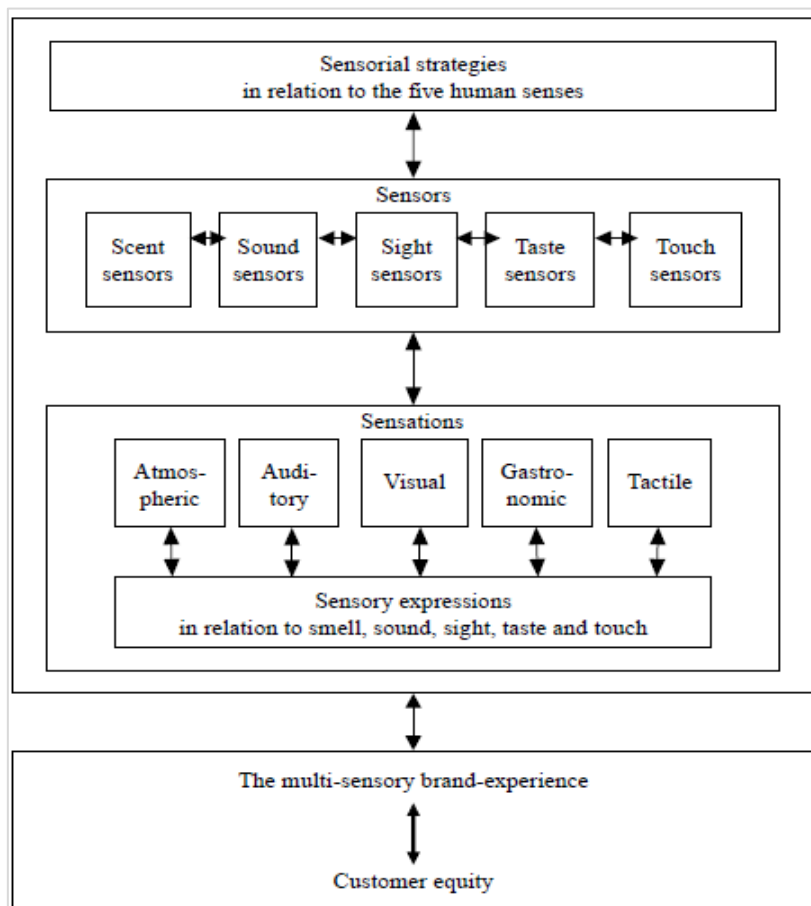 Sensorial strategies
in relation to the five human senses
Sensors
Scent
sensors
Sound
sensors
Sight
sensors
Taste
sensors
Touch
sensors
Sensations
Atmos-
pheric
Audi-
tory
Visual
Gastro-
nomic
Tactile
Sensory expressions
in relation to smell, sound, sight, taste and touch
The multi-sensory brand-experience
Customer equity